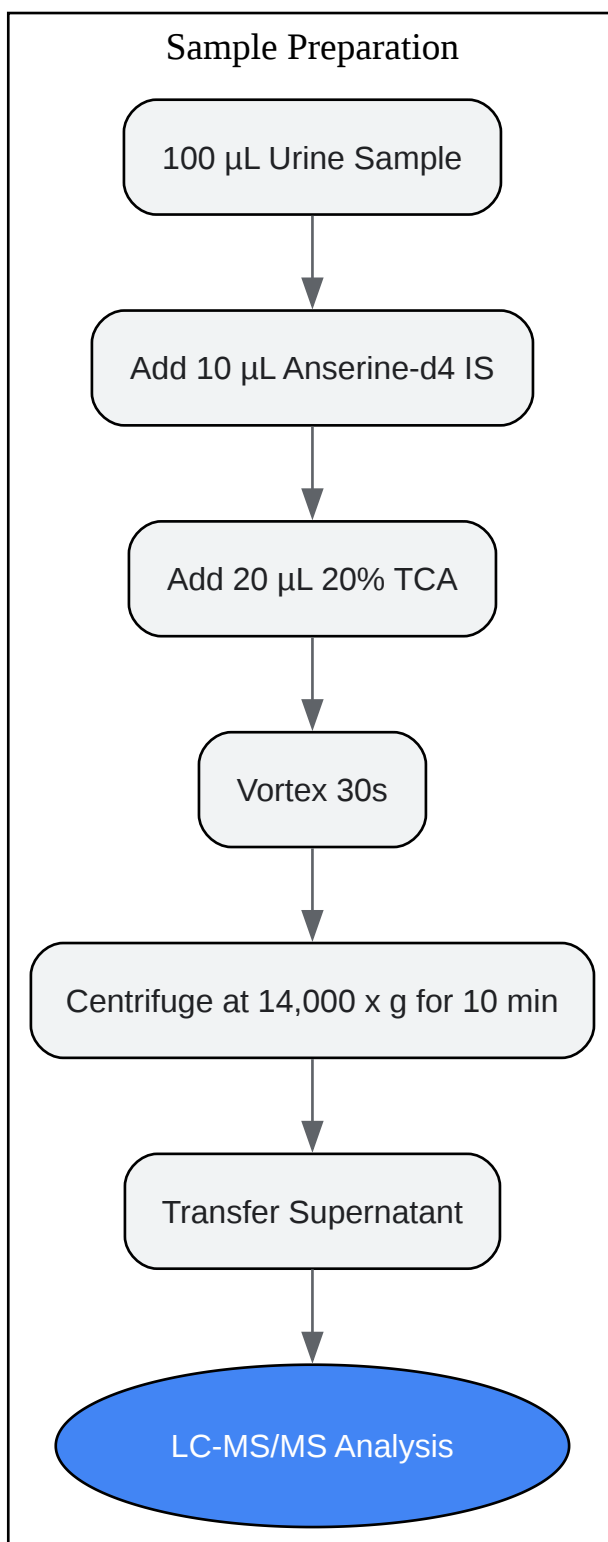 Sample Preparation
100 µL Urine Sample
Add 10 µL Anserine-d4 IS
Add 20 µL 20% TCA
Vortex 30s
Centrifuge at 14,000 x g for 10 min
Transfer Supernatant
LC-MS/MS Analysis